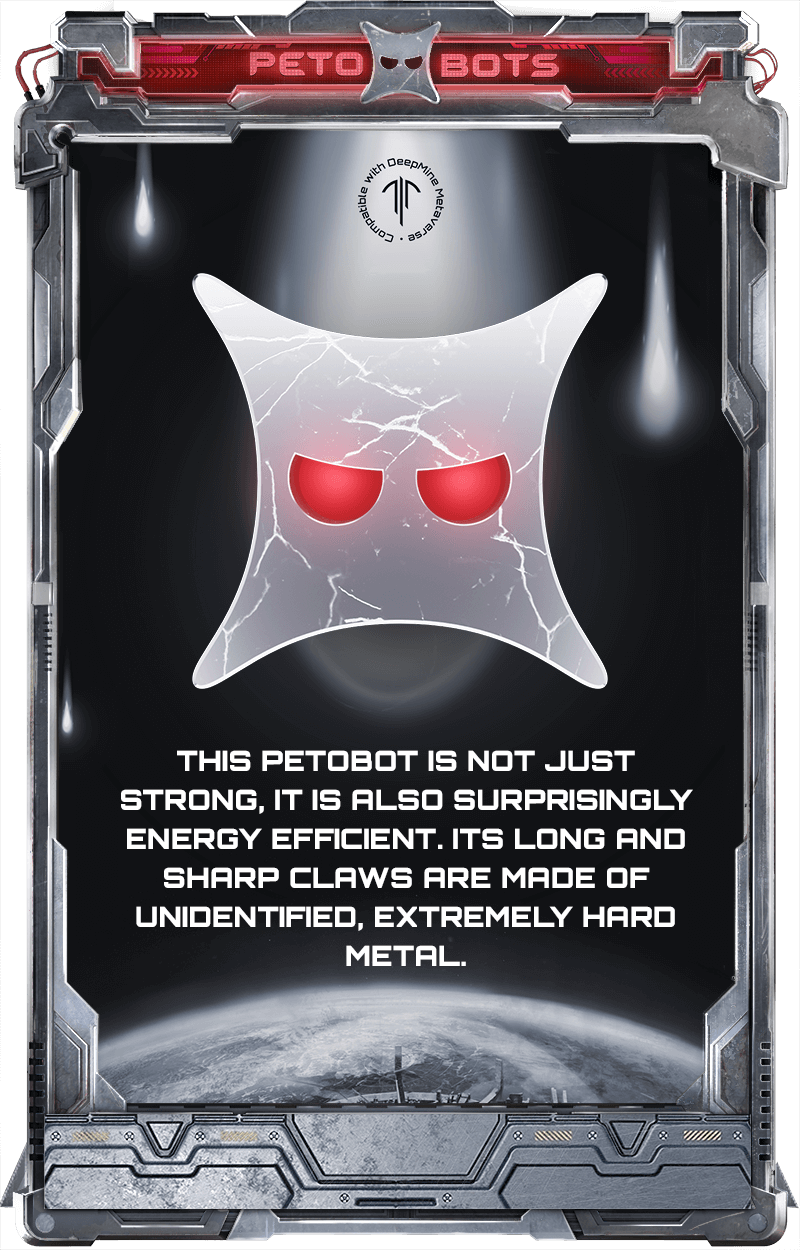 PETO BOTS
Compatible with DeepMine Metaverse •
THIS PETOBOT IS NOT JUST
STRONG, IT IS ALSO SURPRISINGLY
ENERGY EFFICIENT. ITS LONG AND
SHARP CLAWS ARE MADE OF
UNIDENTIFIED, EXTREMELY HARD
METAL.